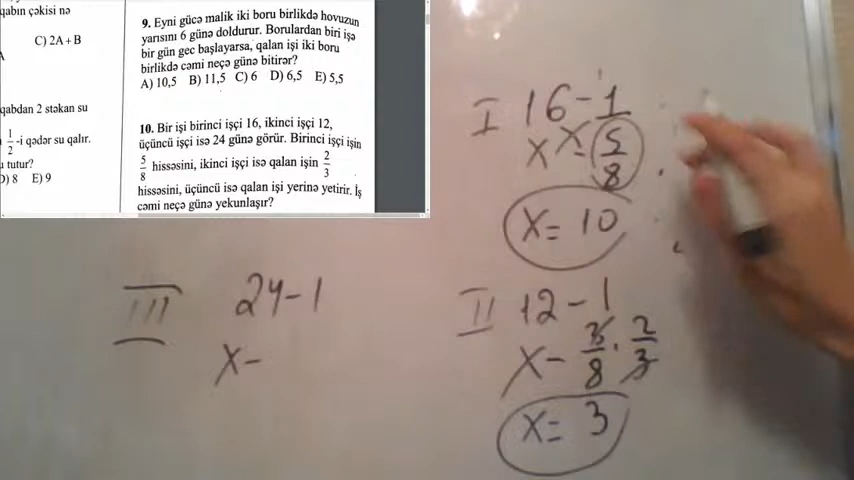 qabın çəkisi nə
C) 2A+B
qabdan 2 stəkan su
1/2-i qədər su qalır.
tutur?
D) 8 E) 9
9. Eyni gücə malik iki boru birlikdə hovuzun
yarısını 6 günə doldurur. Borulardan biri işə
bir gün gec başlayarsa, qalan işi iki boru
birlikdə cəmi neçə günə bitirər?
A) 10,5 B) 11,5 C) 6 D) 6,5 E) 5,5
10. Bir işi birinci işçi 16, ikinci işçi 12,
üçüncü işçi isə 24 günə görür. Birinci işçi işin
5/8 hissəsini, ikinci işçi isə qalan işin 2/3
hissəsini, üçüncü isə qalan işi yerinə yetirir. İş
cəmi neçə günə yekunlaşır?
I 16-1
x - 5/8
x = 10
II 12-1
x - 3/8 · 2/3
x = 3
III 24-1
x -